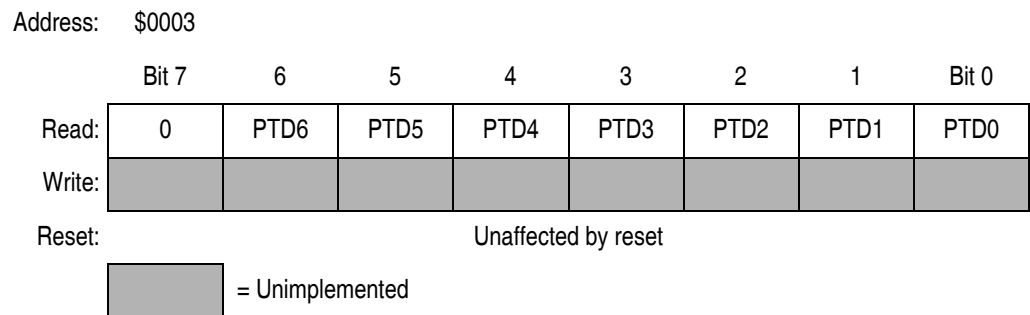 Address: $0003
Bit 7 6 5 4 3 2 1 Bit 0
Read: 0 PTD6 PTD5 PTD4 PTD3 PTD2 PTD1 PTD0
Write:
Reset: Unaffected by reset
= Unimplemented